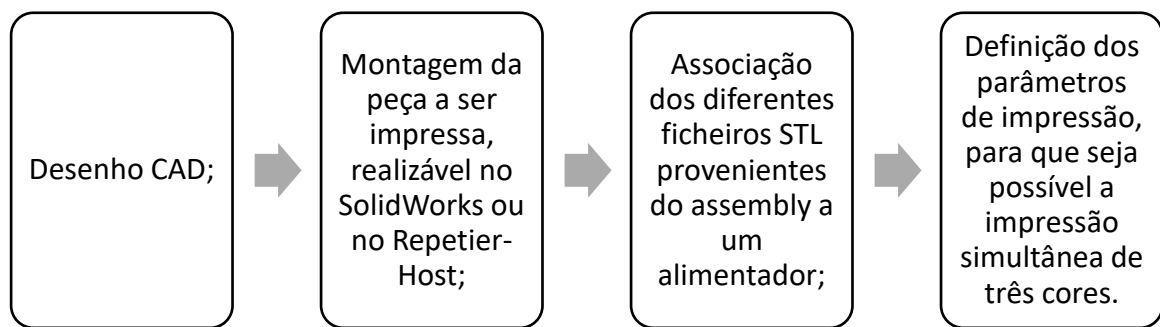 Desenho CAD;
Montagem da
peça a ser
impressa,
realizável no
SolidWorks ou
no Repetier-
Host;
Associação
dos diferentes
ficheiros STL
provenientes
do assembly a
um
alimentador;
Definição dos
parâmetros
de impressão,
para que seja
possível a
impressão
simultânea de
três cores.